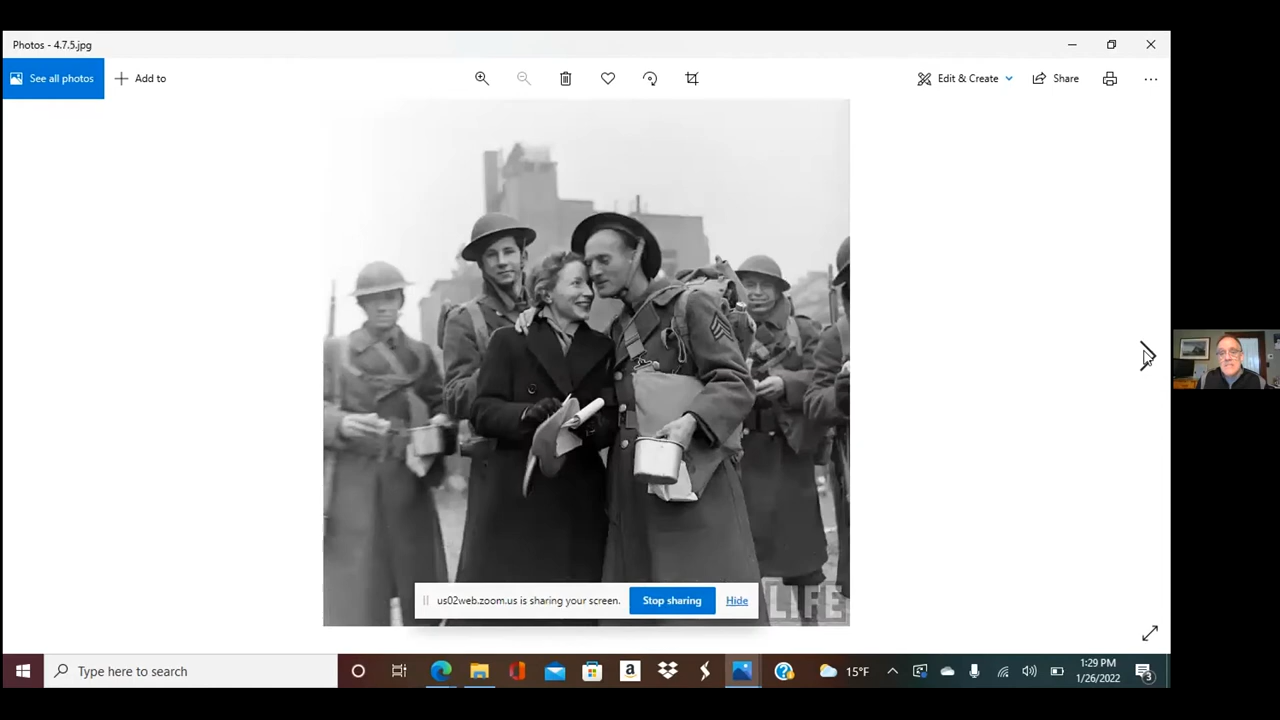 Photos - 4.7.5.jpg
See all photos
Add to
Edit & Create
Share
us02web.zoom.us is sharing your screen.
Stop sharing
Hide
LIFE
Type here to search
a
15°F
1:29 PM
1/26/2022
3